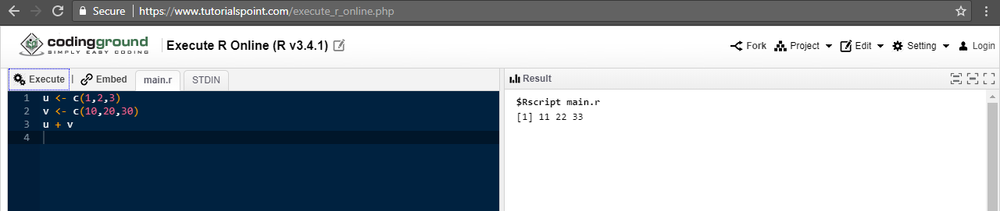 Secure https://www.tutorialspoint.com/execute_r_online.php
codingground
SIMPLY EASY CODING
Execute R Online (R v3.4.1)
Fork Project Edit Setting Login
Execute | Embed main.r STDIN
1 u <- c(1,2,3)
2 v <- c(10,20,30)
3 u + v
4
Result
$Rscript main.r
[1] 11 22 33